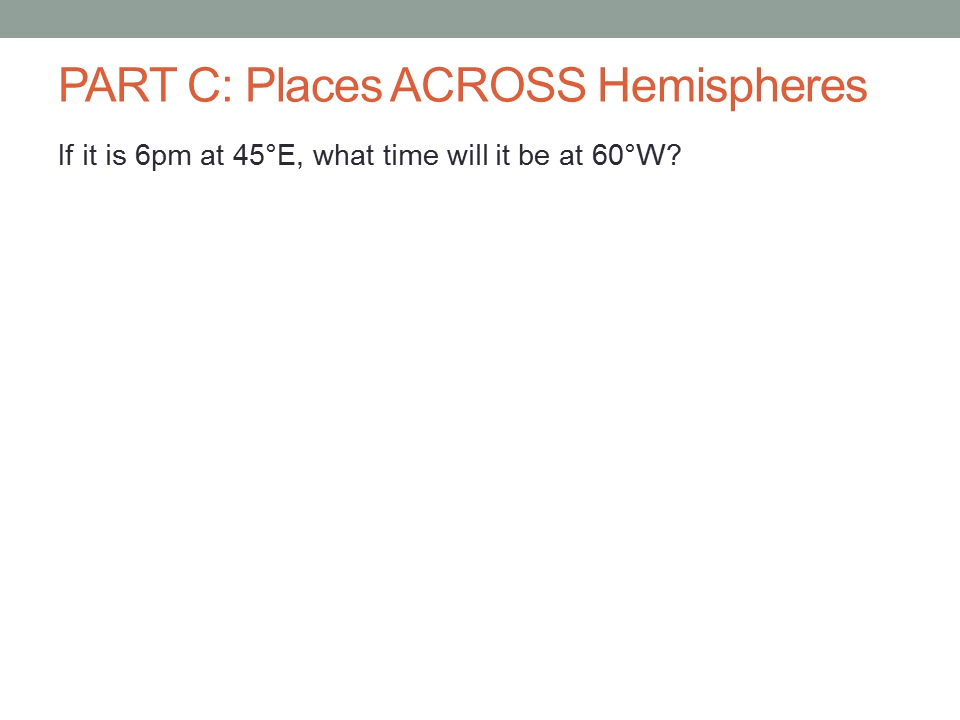 PART C: Places ACROSS Hemispheres
If it is 6pm at 45°E, what time will it be at 60°W?